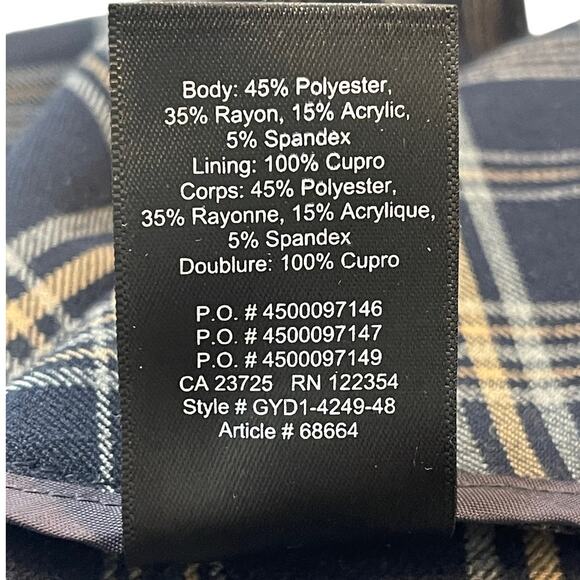 Body: 45% Polyester,
35% Rayon, 15% Acrylic,
5% Spandex
Lining: 100% Cupro
Corps: 45% Polyester,
35% Rayonne, 15% Acrylique,
5% Spandex
Doublure: 100% Cupro
P.O. # 4500097146
P.O. # 4500097147
P.O. # 4500097149
CA 23725 RN 122354
Style # GYD1-4249-48
Article # 68664